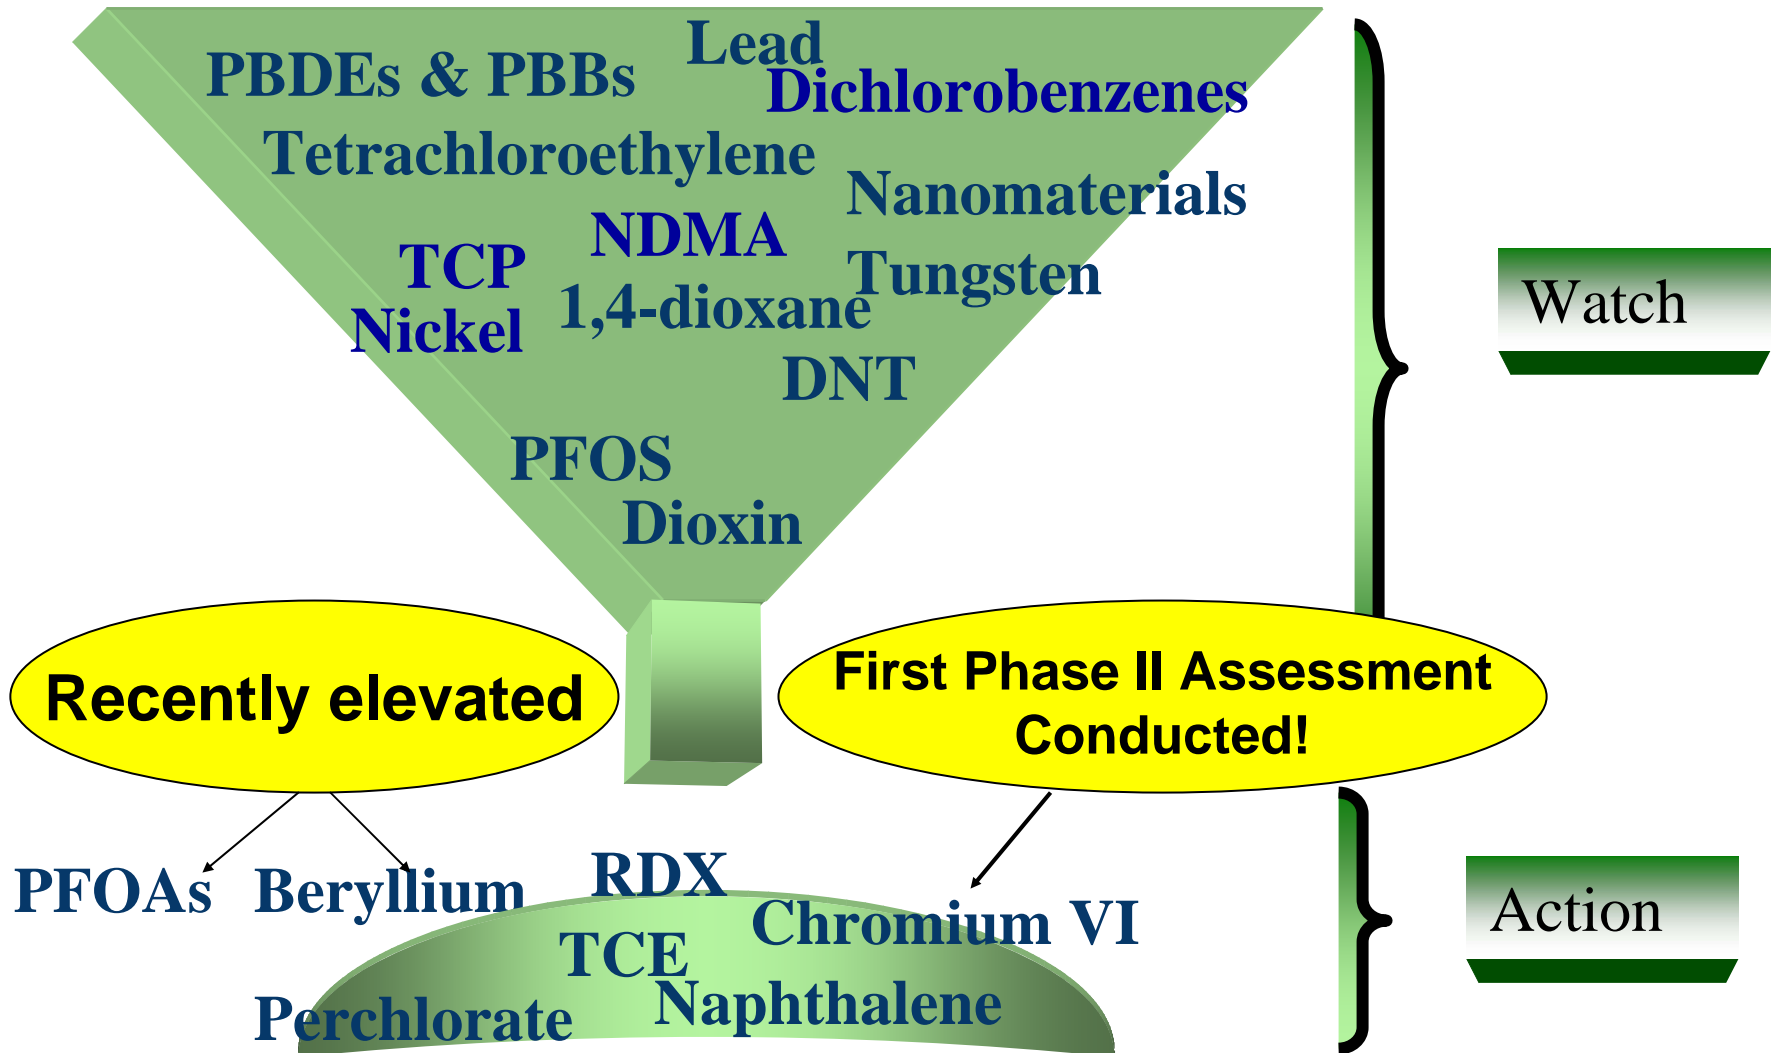 Lead
PBDEs & PBBs
Dichlorobenzenes
Tetrachloroethylene
Nanomaterials
NDMA
TCP
Tungsten
1,4-dioxane
Nickel
DNT
PFOS
Dioxin
Watch
Recently elevated
First Phase II Assessment
Conducted!
PFOAs
Beryllium
RDX
Chromium VI
TCE
Naphthalene
Perchlorate
Action